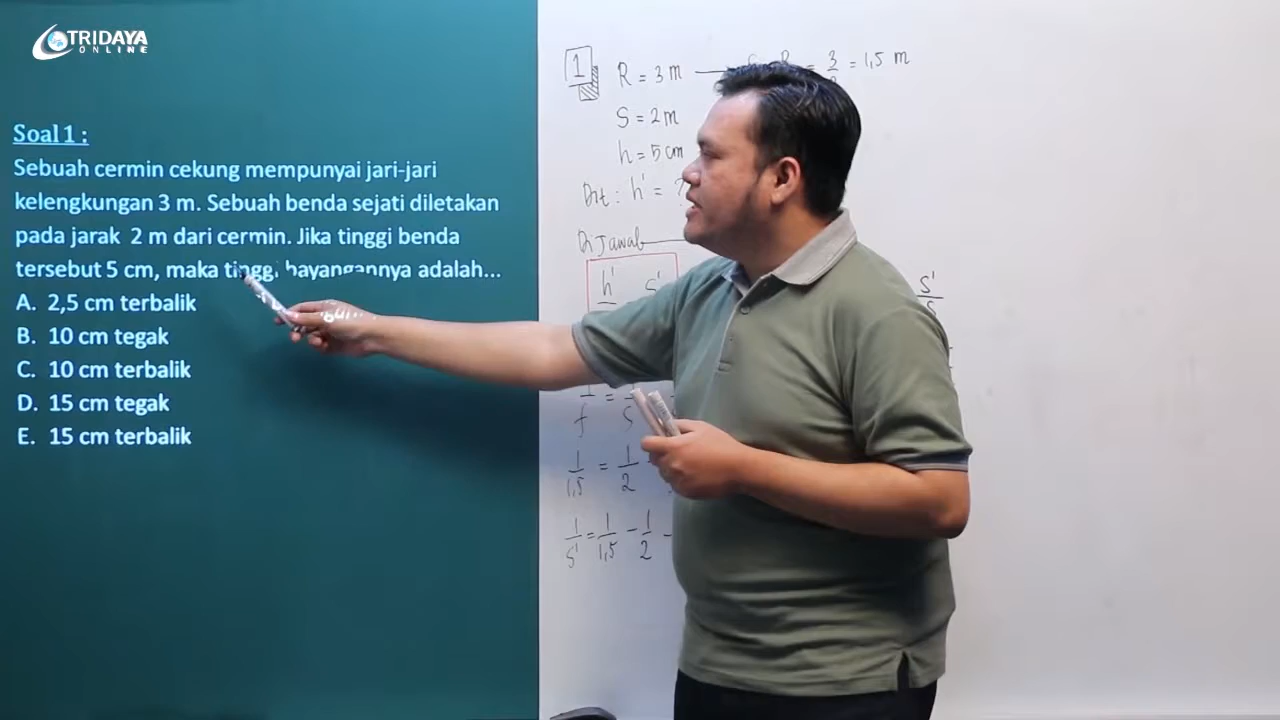 TRIDAYA
ONLINE
Soal 1 :
Sebuah cermin cekung mempunyai jari-jari
kelengkungan 3 m. Sebuah benda sejati diletakan
pada jarak 2 m dari cermin. Jika tinggi benda
tersebut 5 cm, maka tinggi bayangannya adalah...
A. 2,5 cm terbalik
B. 10 cm tegak
C. 10 cm terbalik
D. 15 cm tegak
E. 15 cm terbalik
1
R = 3 m
= 3 = 1,5 m
S = 2 m
h = 5 cm
Dit : h' = ?
Dijawab
h' s'
s'
s
1/f = 1/s
1/1,5 = 1/2
1/s' = 1/1,5 - 1/2 -